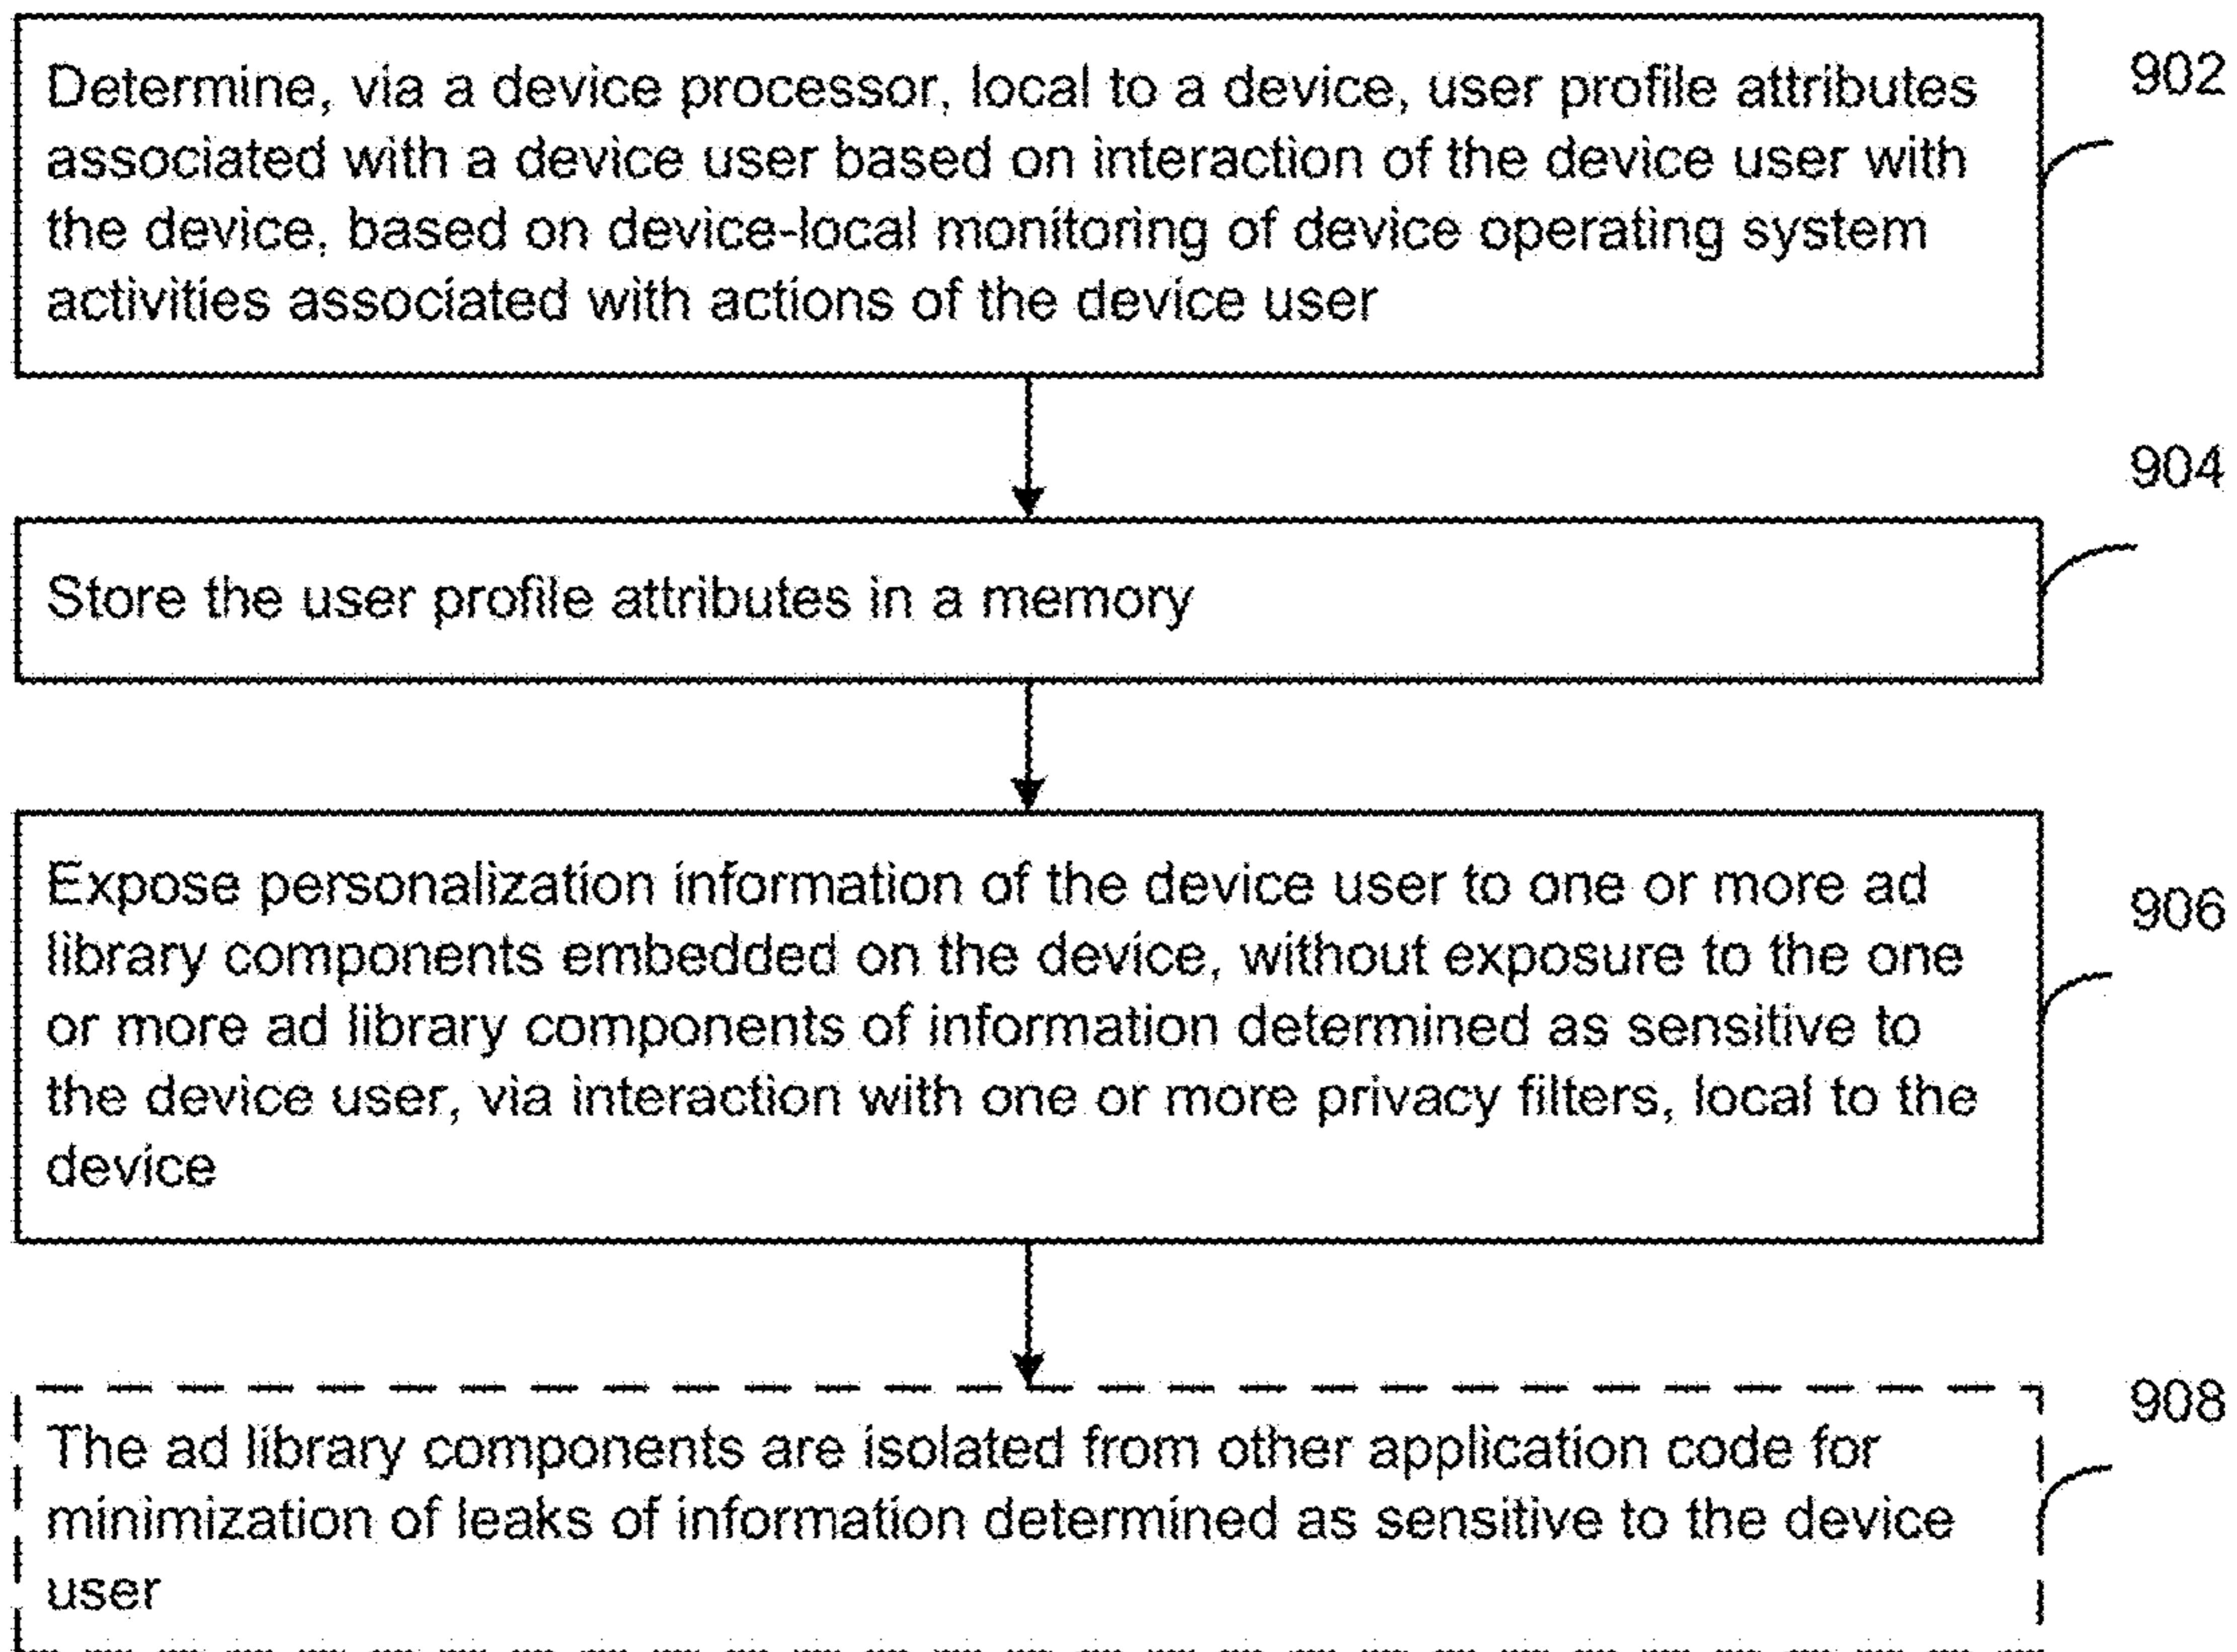 Determine, via a device processor, local to a device, user profile attributes
associated with a device user based on interaction of the device user with
the device, based on device-local monitoring of device operating system
activities associated with actions of the device user
902
904
Store the user profile attributes in a memory
Expose personalization information of the device user to one or more ad
library components embedded on the device, without exposure to the one
or more ad library components of information determined as sensitive to
the device user, via interaction with one or more privacy filters, local to the
device
906
908
The ad library components are isolated from other application code for
minimization of leaks of information determined as sensitive to the device
user